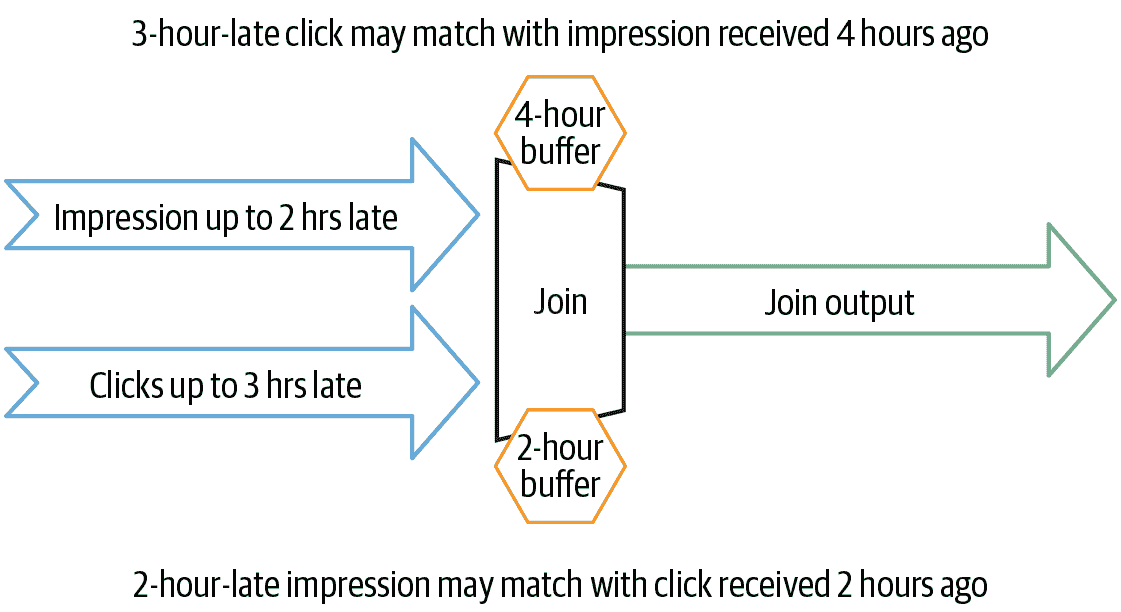 3-hour-late click may match with impression received 4 hours ago
4-hour
buffer
Impression up to 2 hrs late
Join
Join output
Clicks up to 3 hrs late
2-hour
buffer
2-hour-late impression may match with click received 2 hours ago